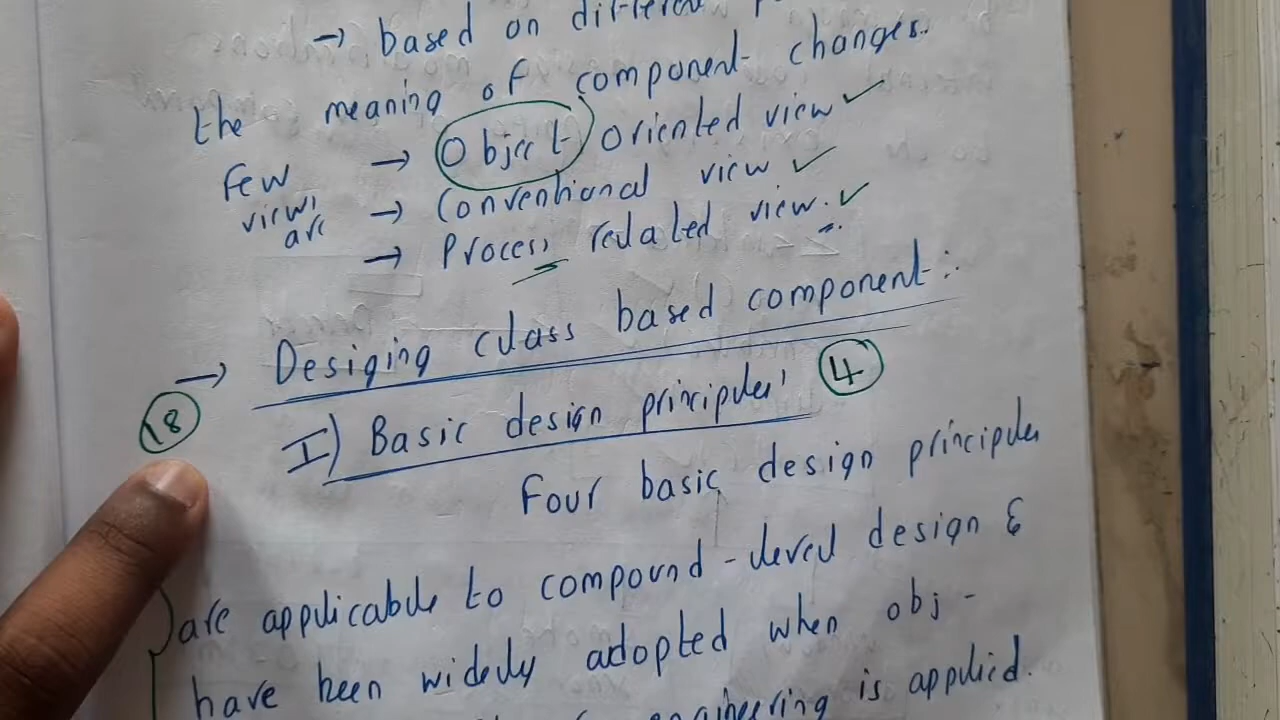 → based on different
the meaning of component changes.
few → Object oriented view ✓
views are → Conventional view ✓
→ Process related view. ✓
→ Desiging class based component:
18
I) Basic design principles' 4
Four basic design principles
are applicable to compound-level design &
have been widely adopted when obj-
engineering is applied.